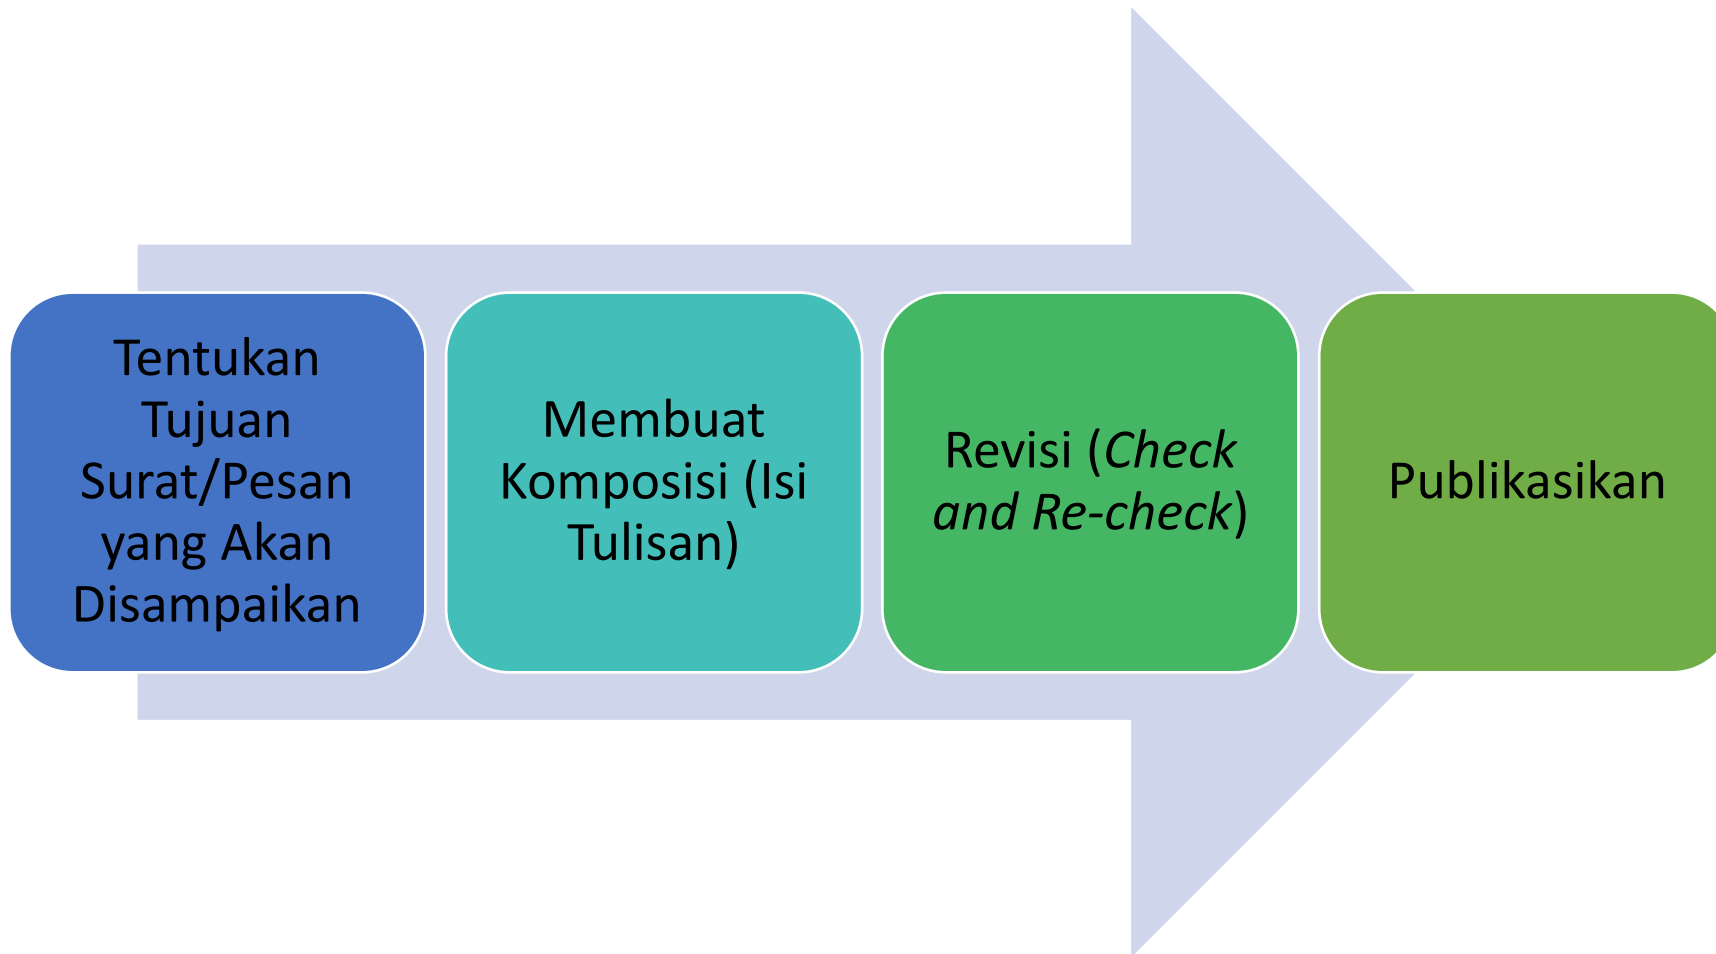 Tentukan
Tujuan
Surat/Pesan
yang Akan
Disampaikan
Membuat
Komposisi (Isi
Tulisan)
Revisi (Check
and Re-check)
Publikasikan